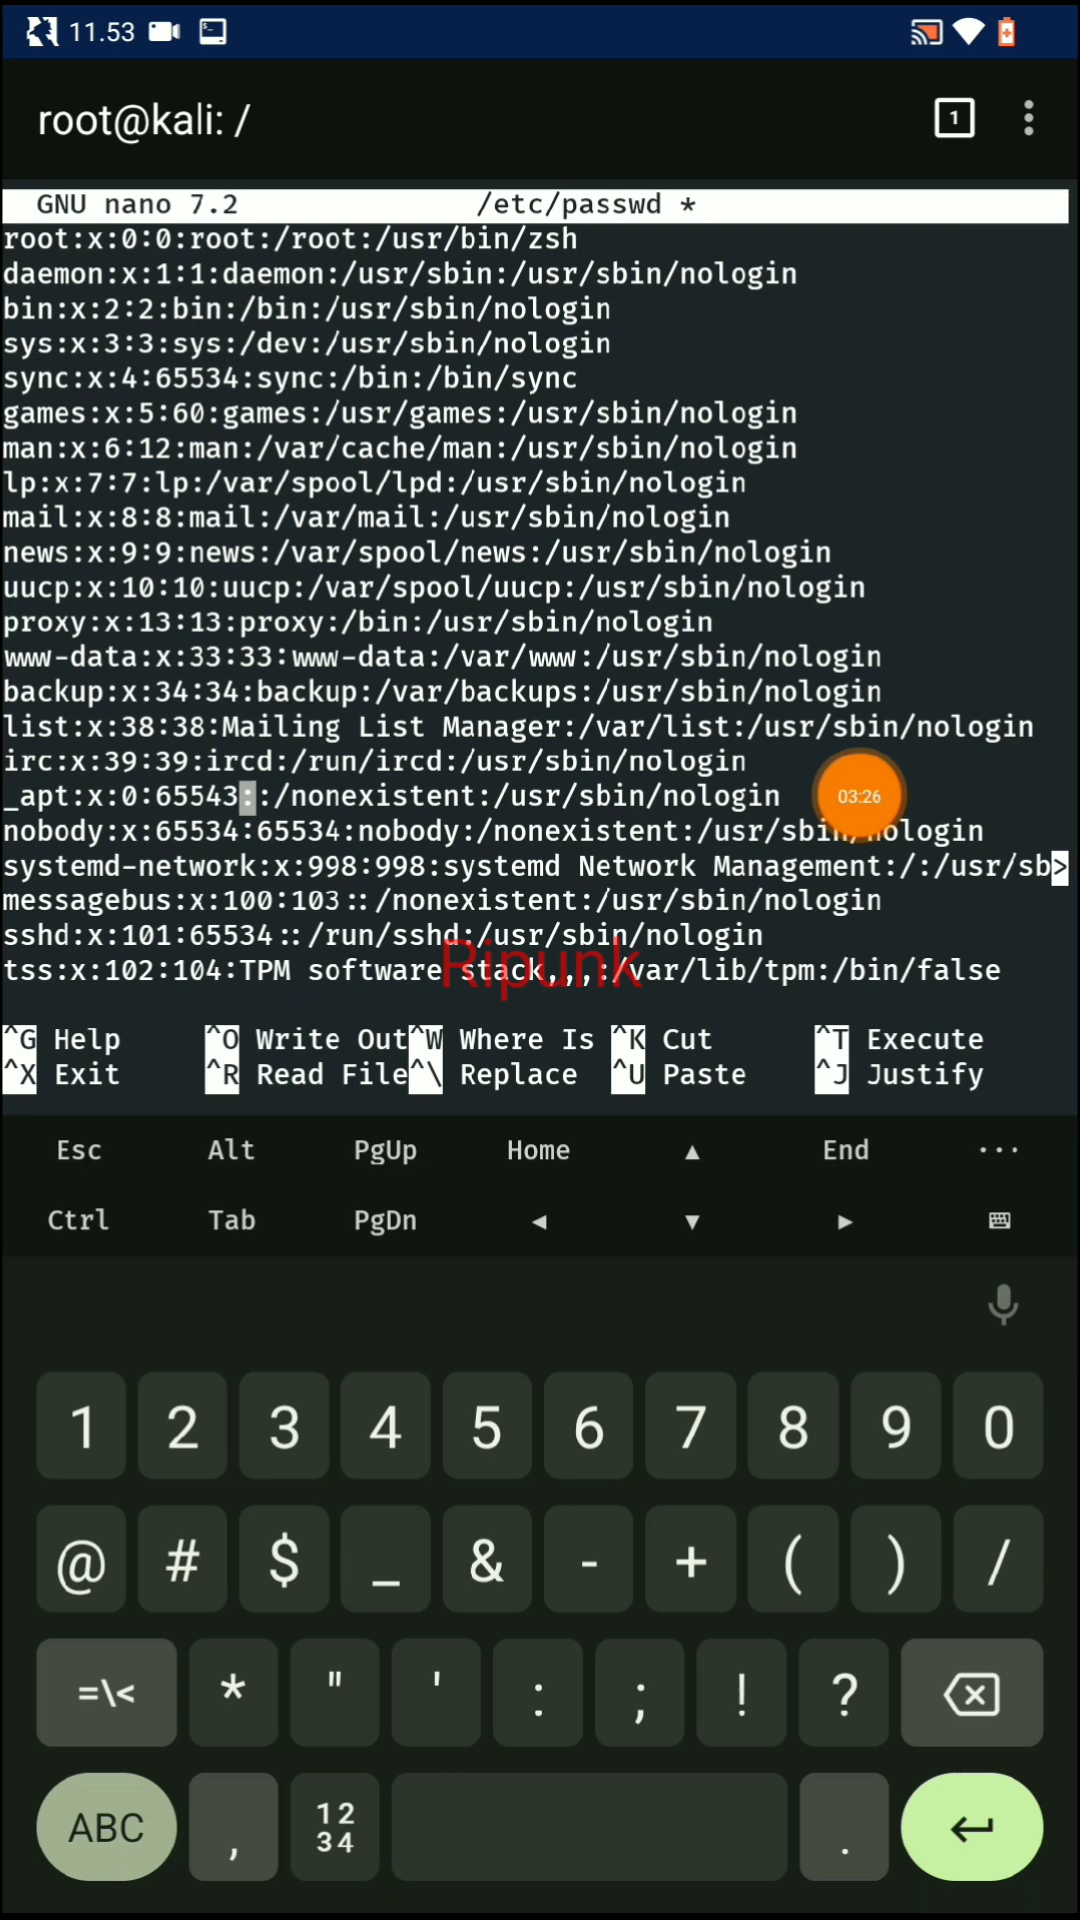 11.53
root@kali: /
1
GNU nano 7.2 /etc/passwd *
root:x:0:0:root:/root:/usr/bin/zsh
daemon:x:1:1:daemon:/usr/sbin:/usr/sbin/nologin
bin:x:2:2:bin:/bin:/usr/sbin/nologin
sys:x:3:3:sys:/dev:/usr/sbin/nologin
sync:x:4:65534:sync:/bin:/bin/sync
games:x:5:60:games:/usr/games:/usr/sbin/nologin
man:x:6:12:man:/var/cache/man:/usr/sbin/nologin
lp:x:7:7:lp:/var/spool/lpd:/usr/sbin/nologin
mail:x:8:8:mail:/var/mail:/usr/sbin/nologin
news:x:9:9:news:/var/spool/news:/usr/sbin/nologin
uucp:x:10:10:uucp:/var/spool/uucp:/usr/sbin/nologin
proxy:x:13:13:proxy:/bin:/usr/sbin/nologin
www-data:x:33:33:www-data:/var/www:/usr/sbin/nologin
backup:x:34:34:backup:/var/backups:/usr/sbin/nologin
list:x:38:38:Mailing List Manager:/var/list:/usr/sbin/nologin
irc:x:39:39:ircd:/run/ircd:/usr/sbin/nologin
_apt:x:0:65543::/nonexistent:/usr/sbin/nologin
03:26
nobody:x:65534:65534:nobody:/nonexistent:/usr/sbin/nologin
systemd-network:x:998:998:systemd Network Management:/:/usr/sb>
messagebus:x:100:103::/nonexistent:/usr/sbin/nologin
sshd:x:101:65534::/run/sshd:/usr/sbin/nologin
Ripunk
tss:x:102:104:TPM software stack,,,:/var/lib/tpm:/bin/false
^G Help ^O Write Out ^W Where Is ^K Cut ^T Execute
^X Exit ^R Read File ^\ Replace ^U Paste ^J Justify
Esc Alt PgUp Home ▲ End ···
Ctrl Tab PgDn ◄ ▼ ►
1 2 3 4 5 6 7 8 9 0
@ # $ _ & - + ( ) /
=\< * " ' : ; ! ?
ABC , 12 .
34